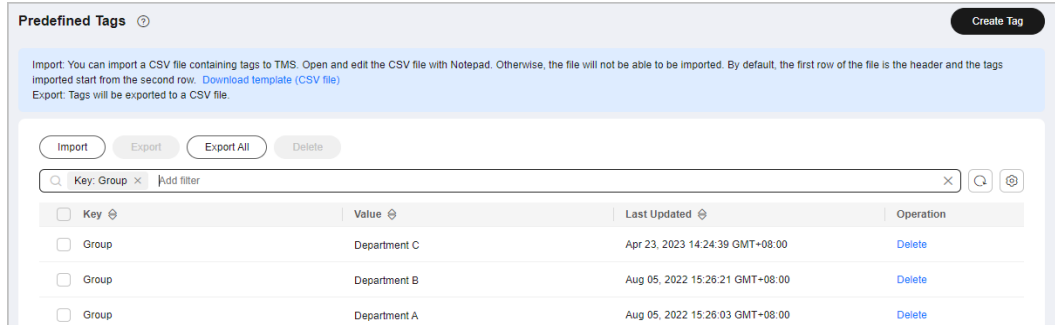 Predefined Tags
Create Tag
Import: You can import a CSV file containing tags to TMS. Open and edit the CSV file with Notepad. Otherwise, the file will not be able to be imported. By default, the first row of the file is the header and the tags
imported start from the second row. Download template (CSV file)
Export: Tags will be exported to a CSV file.
Import Export Export All Delete
Key: Group × Add filter
Key Value Last Updated Operation
Group Department C Apr 23, 2023 14:24:39 GMT+08:00 Delete
Group Department B Aug 05, 2022 15:26:21 GMT+08:00 Delete
Group Department A Aug 05, 2022 15:26:03 GMT+08:00 Delete